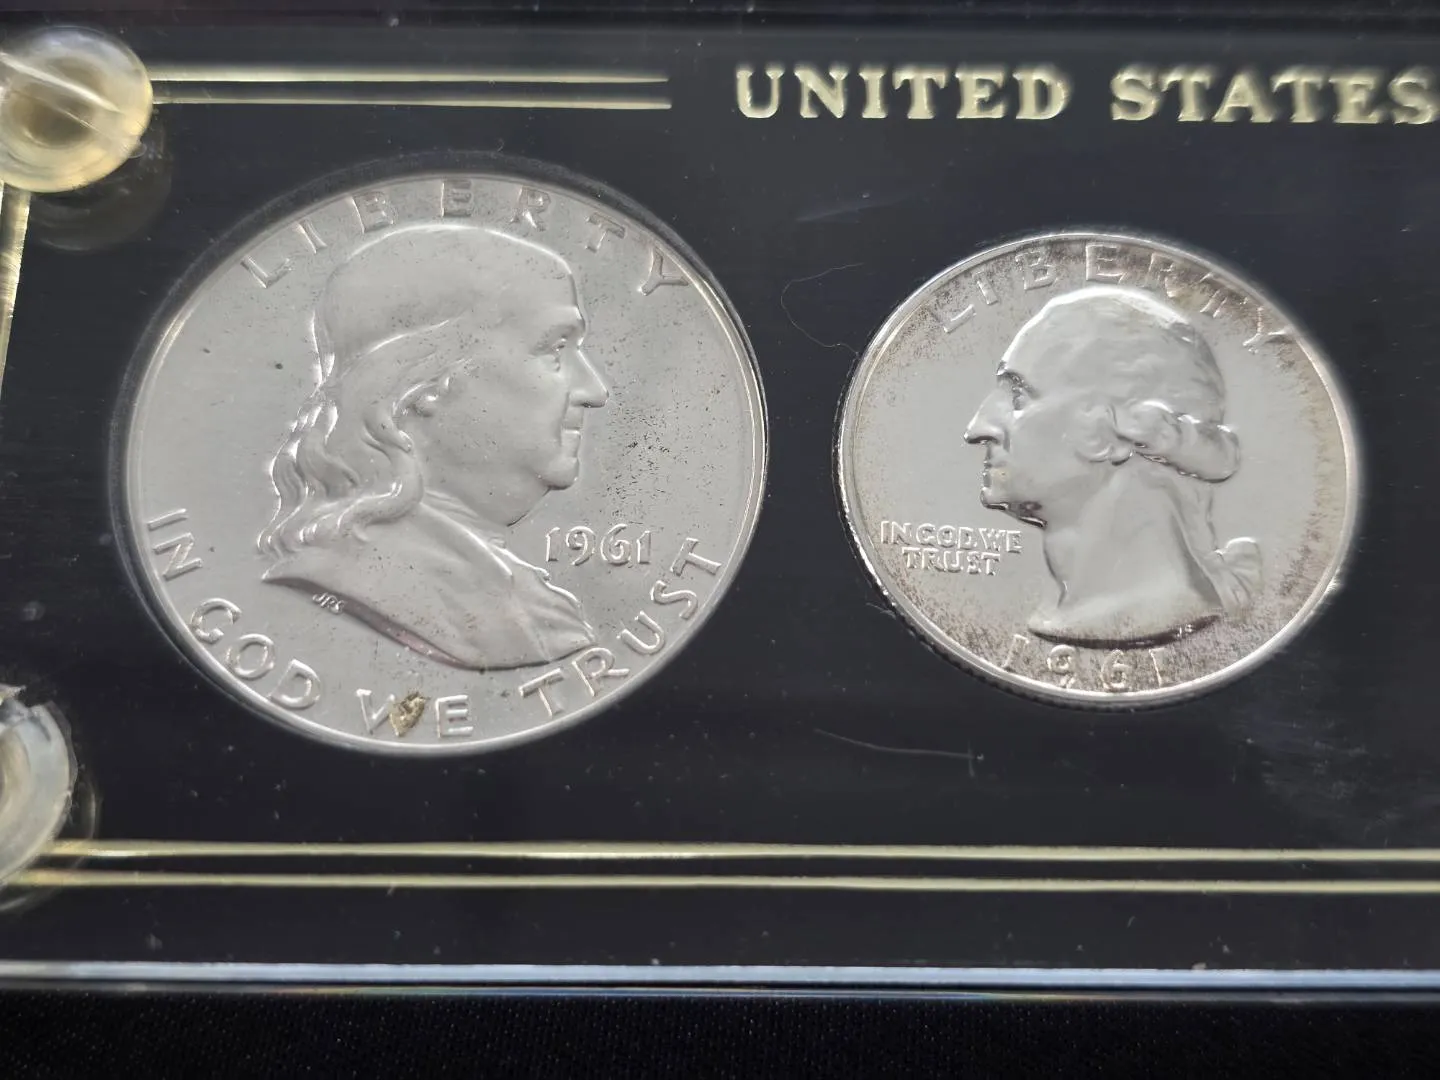 UNITED STATES
LIBERTY
1961
JRS
IN GOD WE TRUST
LIBERTY
IN GOD WE
TRUST
1961